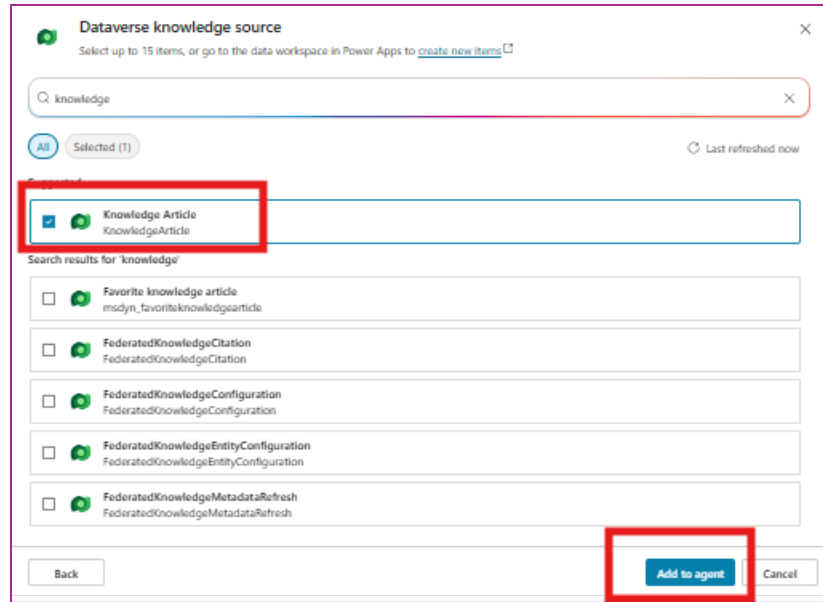 Dataverse knowledge source
Select up to 15 items, or go to the data workspace in Power Apps to create new items
knowledge
All
Selected (1)
Last refreshed now
Suggested
Knowledge Article
KnowledgeArticle
Search results for 'knowledge'
Favorite knowledge article
msdyn_favoriteknowledgearticle
FederatedKnowledgeCitation
FederatedKnowledgeCitation
FederatedKnowledgeConfiguration
FederatedKnowledgeConfiguration
FederatedKnowledgeEntityConfiguration
FederatedKnowledgeEntityConfiguration
FederatedKnowledgeMetadataRefresh
FederatedKnowledgeMetadataRefresh
Back
Add to agent
Cancel